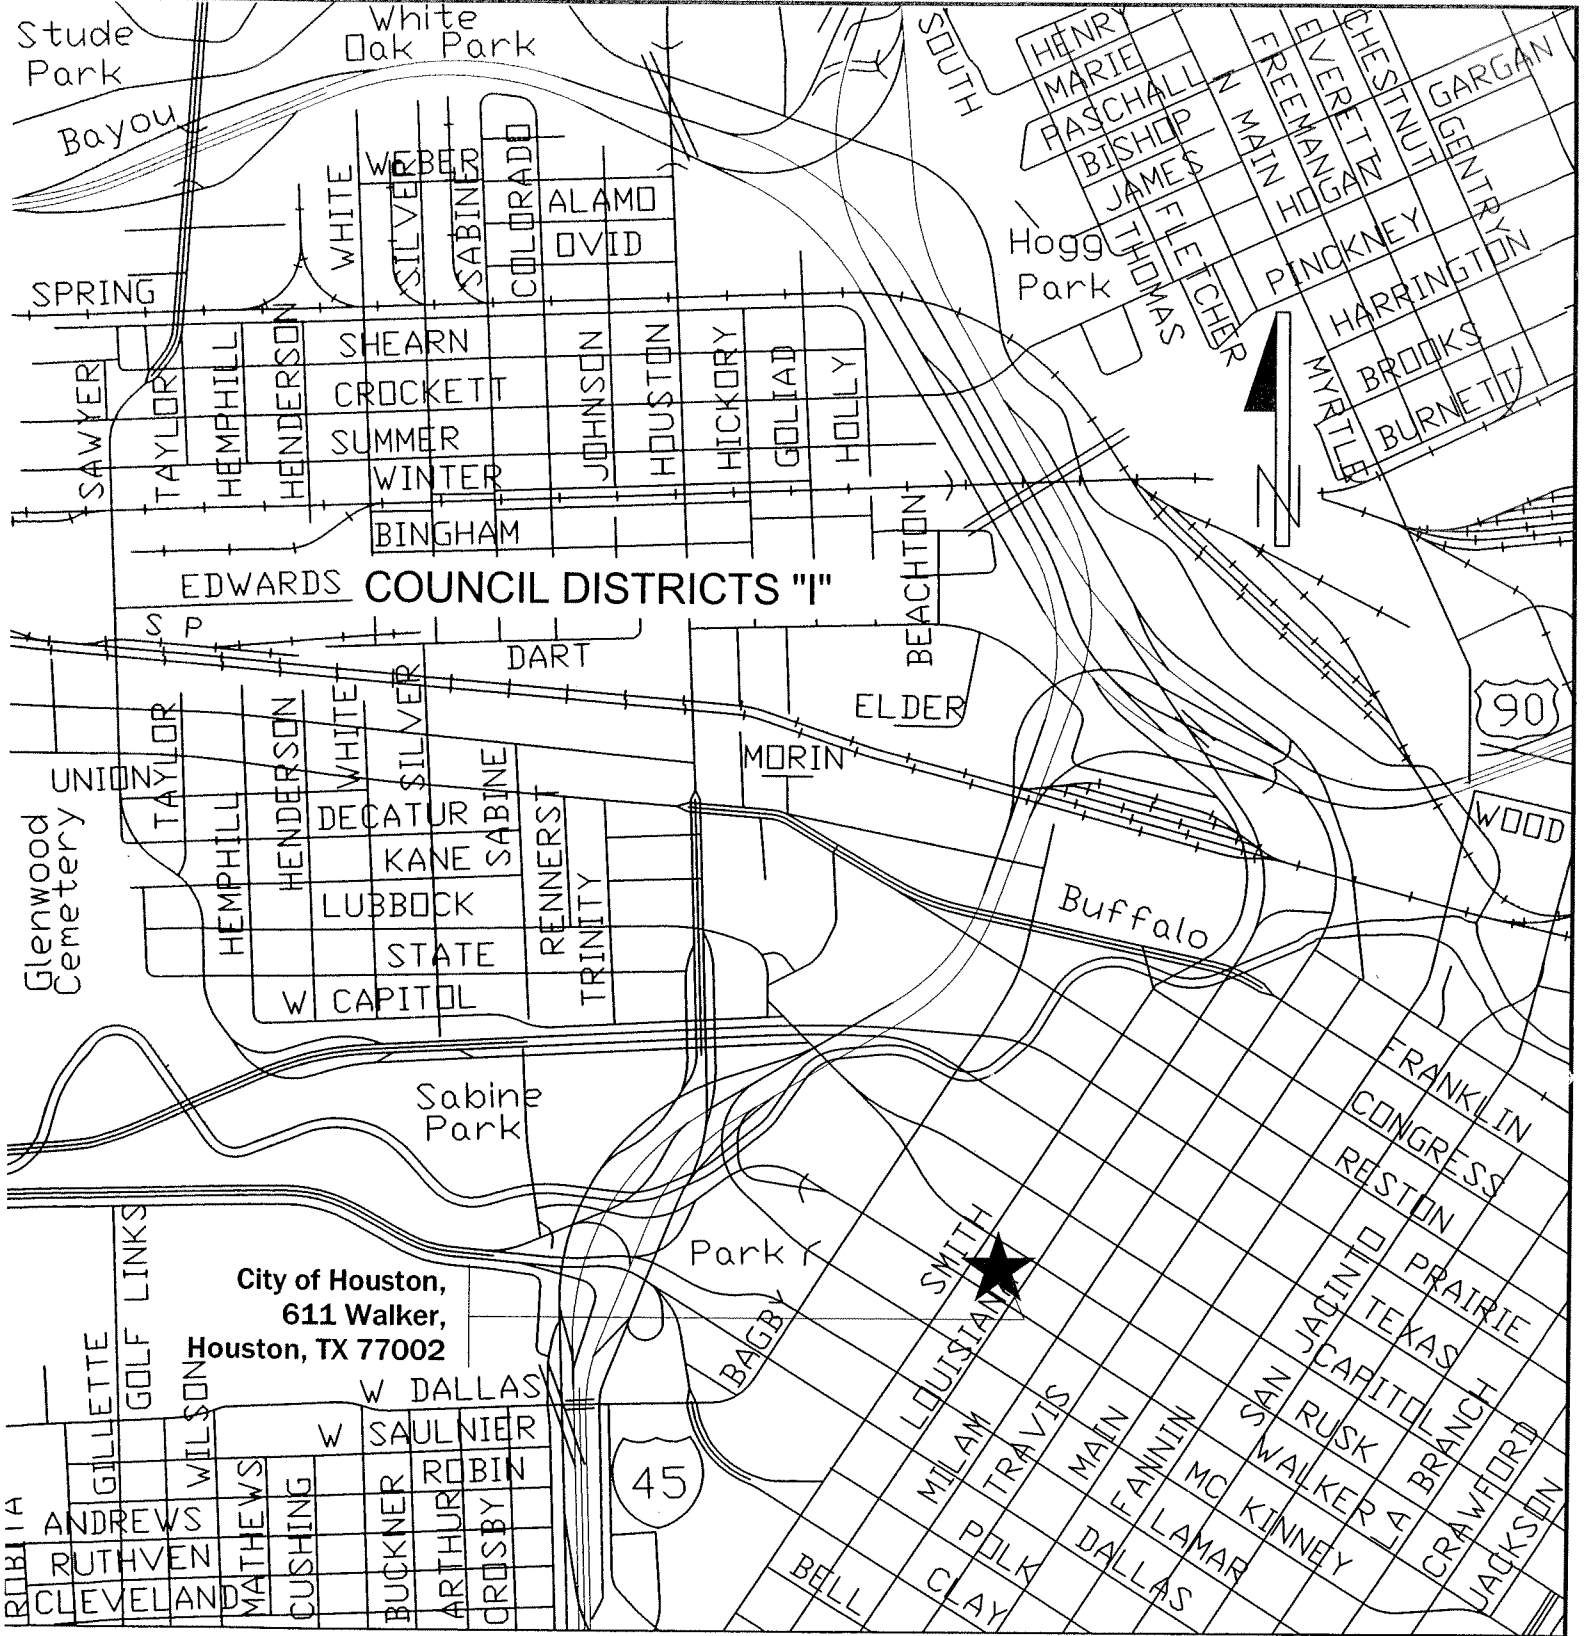 Stude
Park
White
Oak Park
SOUTH
HENRY
MARIE
PASCHALL
BISHOP
JAMES
N MAIN
FREEMAN
EVERETT
CHESTNUT
GARGAN
GENTRY
HOGAN
Bayou
WEBER
WHITE
SILVER
SABINE
COLORADO
ALAMO
OVID
Hogg
Park
THOMAS
FLETCHER
PINCKNEY
HARRINGTON
BROOKS
BURNETT
MYRTLE
SPRING
SHEARN
CROCKETT
SUMMER
WINTER
BINGHAM
SAWYER
TAYLOR
HEMPHILL
HENDERSON
JOHNSON
HOUSTON
HICKORY
GOLIAD
HOLLY
BEACHTON
N
EDWARDS
COUNCIL DISTRICTS "I"
S P
DART
ELDER
90
MORIN
UNION
TAYLOR
HEMPHILL
HENDERSON
WHITE
SILVER
SABINE
DECATUR
KANE
LUBBOCK
STATE
W CAPITOL
RENNERST
TRINITY
Glenwood
Cemetery
WOOD
Buffalo
Sabine
Park
FRANKLIN
CONGRESS
RESTON
PRAIRIE
TEXAS
CAPITOL
RUSK
WALKER
MC KINNEY
LAMAR
DALLAS
POLK
CLAY
BELL
Park
SMITH
LOUISIANA
BAGBY
MILAM
TRAVIS
MAIN
FANNIN
SAN JACINTO
LA BRANCH
CRAWFORD
JACKSON
City of Houston,
611 Walker,
Houston, TX 77002
GILLETTE
GOLF LINKS
WILSON
W DALLAS
W SAULNIER
ROBIN
45
ANDREWS
RUTHVEN
CLEVELAND
MATHEWS
CUSHING
BUCKNER
ARTHUR
CROSBY